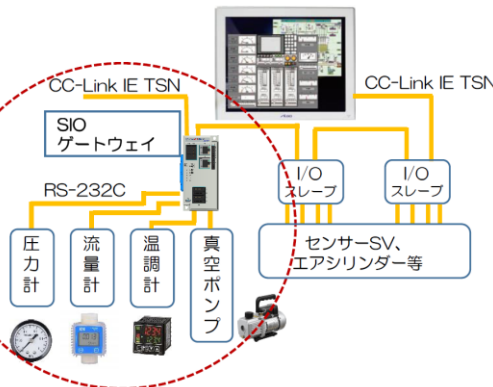 CC-Link IE TSN
CC-Link IE TSN
SIO
ゲートウェイ
I/O
スレーブ
I/O
スレーブ
RS-232C
圧力計
流量計
温調計
真空ポンプ
センサーSV、
エアシリンダー等